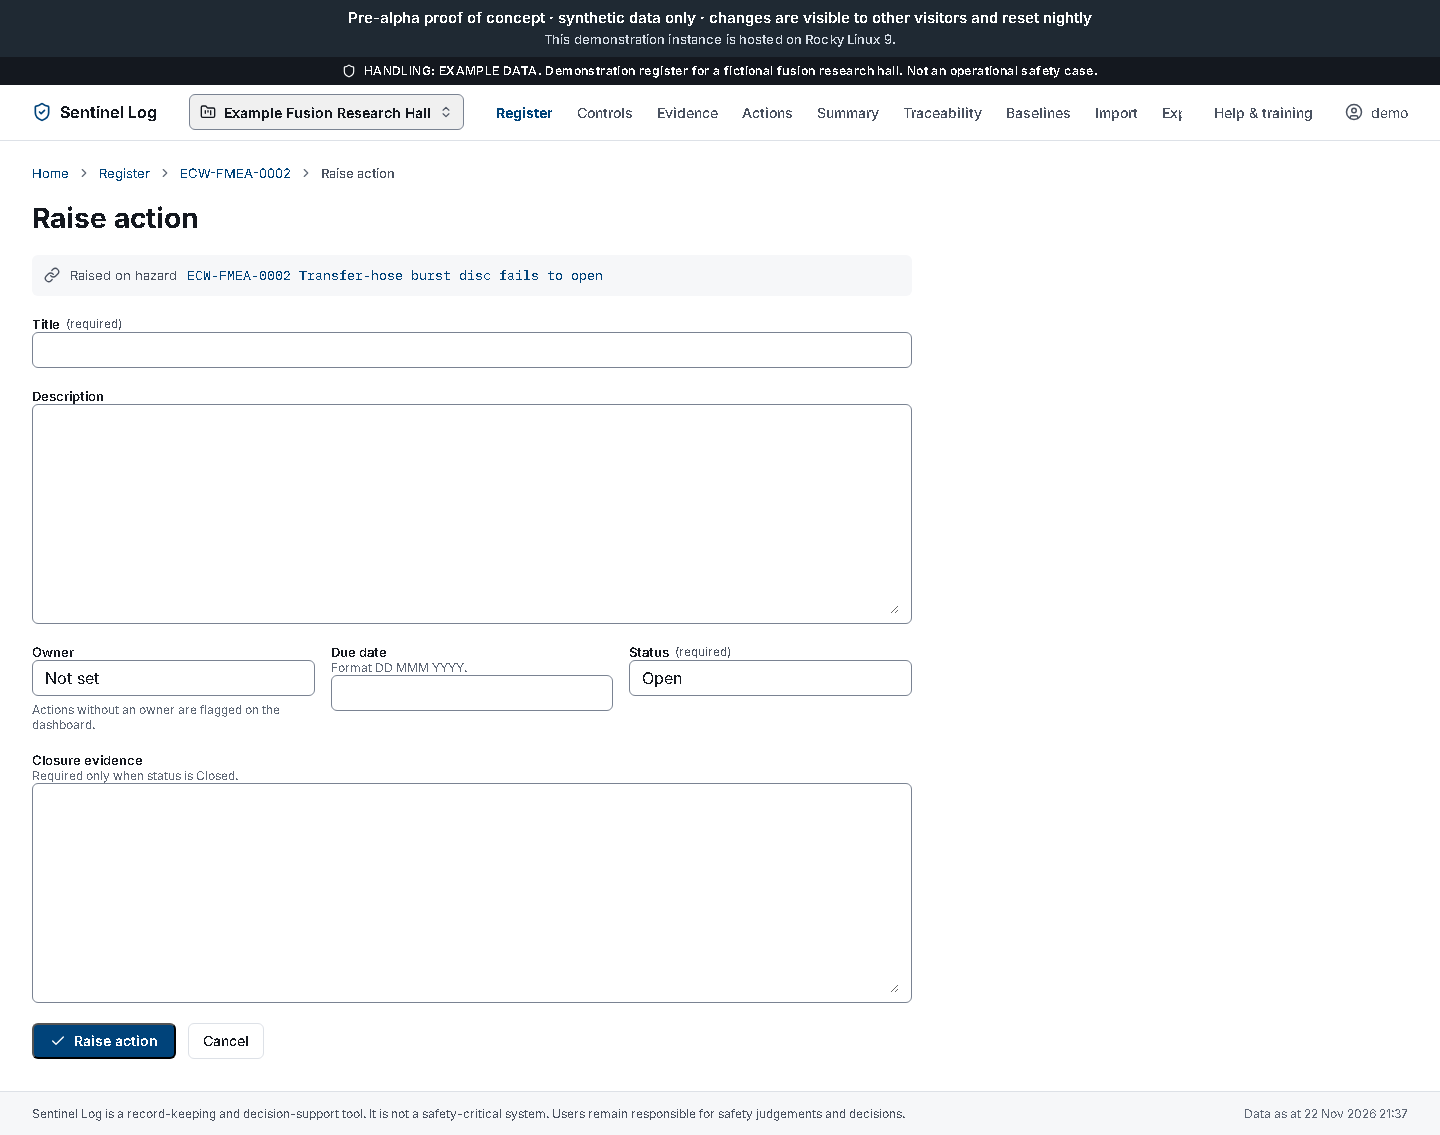 Pre-alpha proof of concept · synthetic data only · changes are visible to other visitors and reset nightly
This demonstration instance is hosted on Rocky Linux 9.
HANDLING: EXAMPLE DATA. Demonstration register for a fictional fusion research hall. Not an operational safety case.
Sentinel Log
Example Fusion Research Hall
Register
Controls
Evidence
Actions
Summary
Traceability
Baselines
Import
Exp
Help & training
demo
Home
Register
ECW-FMEA-0002
Raise action
Raise action
Raised on hazard ECW-FMEA-0002 Transfer-hose burst disc fails to open
Title (required)
Description
Owner
Not set
Actions without an owner are flagged on the
dashboard.
Due date
Format DD MMM YYYY.
Status (required)
Open
Closure evidence
Required only when status is Closed.
Raise action
Cancel
Sentinel Log is a record-keeping and decision-support tool. It is not a safety-critical system. Users remain responsible for safety judgements and decisions.
Data as at 22 Nov 2026 21:37